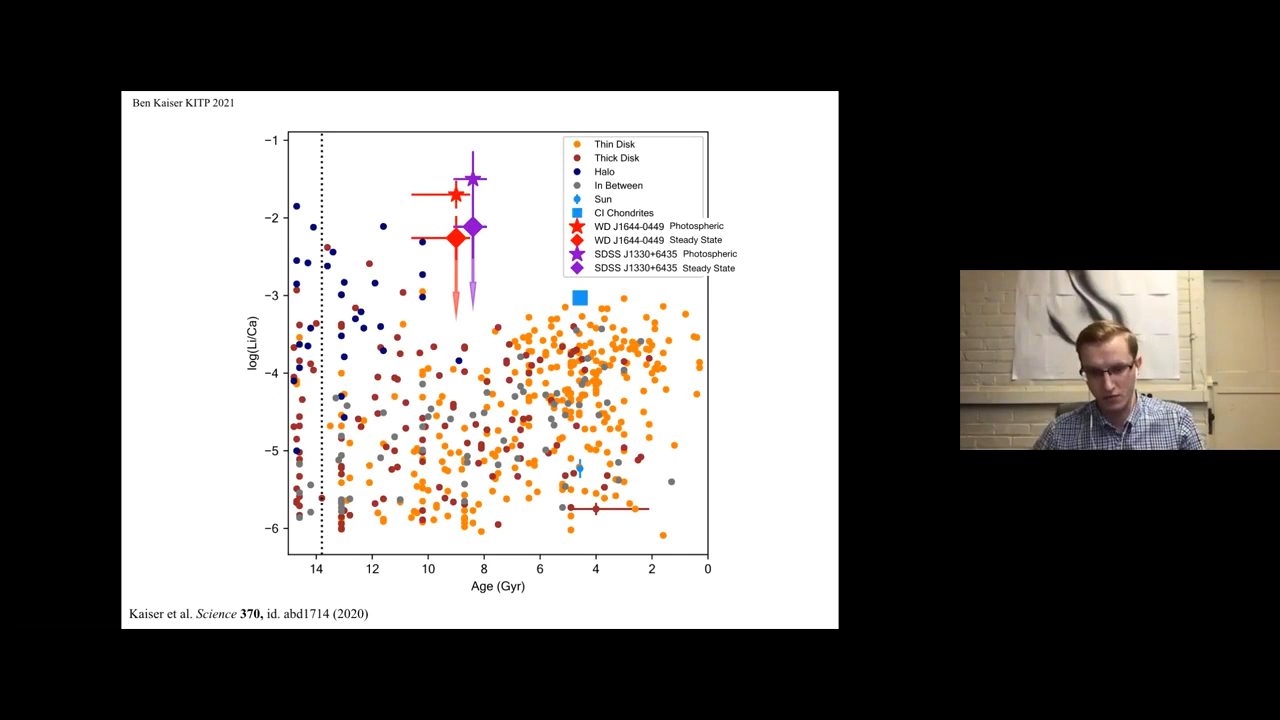 Ben Kaiser KITP 2021
−1
−2
−3
−4
−5
−6
log(Li/Ca)
Thin Disk
Thick Disk
Halo
In Between
Sun
CI Chondrites
WD J1644-0449 Photospheric
WD J1644-0449 Steady State
SDSS J1330+6435 Photospheric
SDSS J1330+6435 Steady State
14 12 10 8 6 4 2 0
Age (Gyr)
Kaiser et al. Science 370, id. abd1714 (2020)